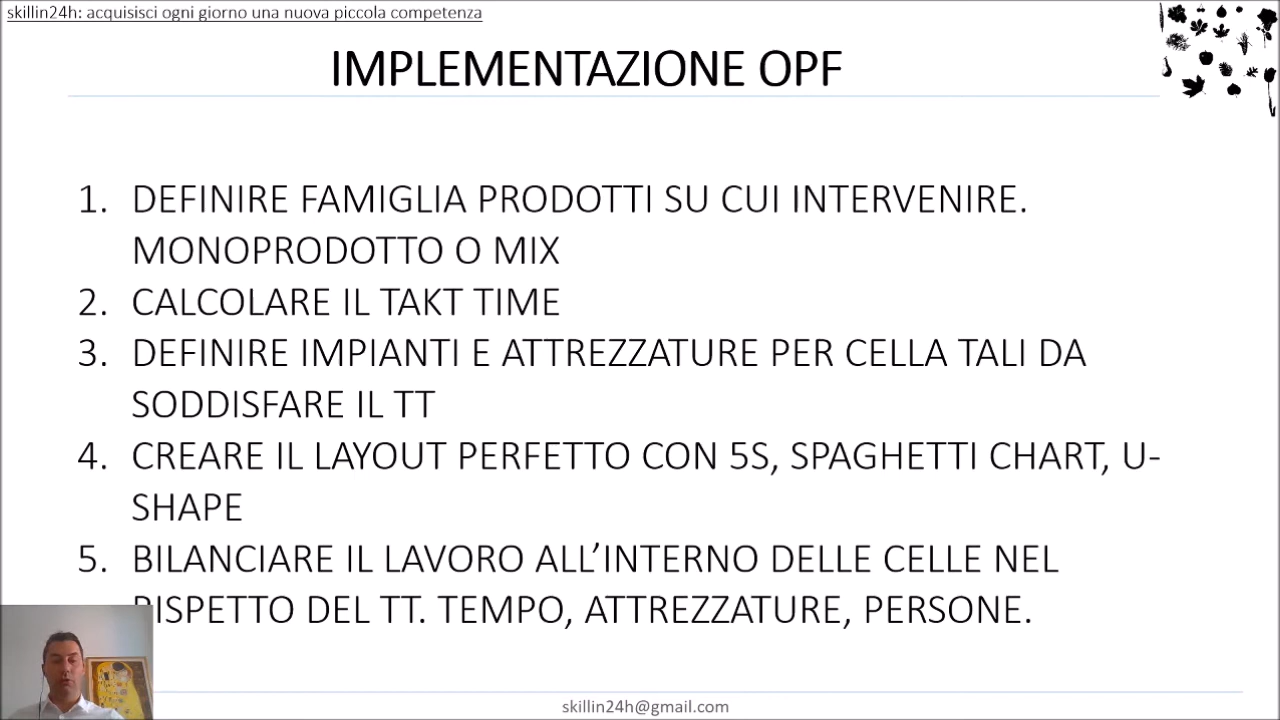 skillin24h: acquisisci ogni giorno una nuova piccola competenza
IMPLEMENTAZIONE OPF
1. DEFINIRE FAMIGLIA PRODOTTI SU CUI INTERVENIRE.
MONOPRODOTTO O MIX
2. CALCOLARE IL TAKT TIME
3. DEFINIRE IMPIANTI E ATTREZZATURE PER CELLA TALI DA
SODDISFARE IL TT
4. CREARE IL LAYOUT PERFETTO CON 5S, SPAGHETTI CHART, U-
SHAPE
5. BILANCIARE IL LAVORO ALL’INTERNO DELLE CELLE NEL
RISPETTO DEL TT. TEMPO, ATTREZZATURE, PERSONE.
skillin24h@gmail.com